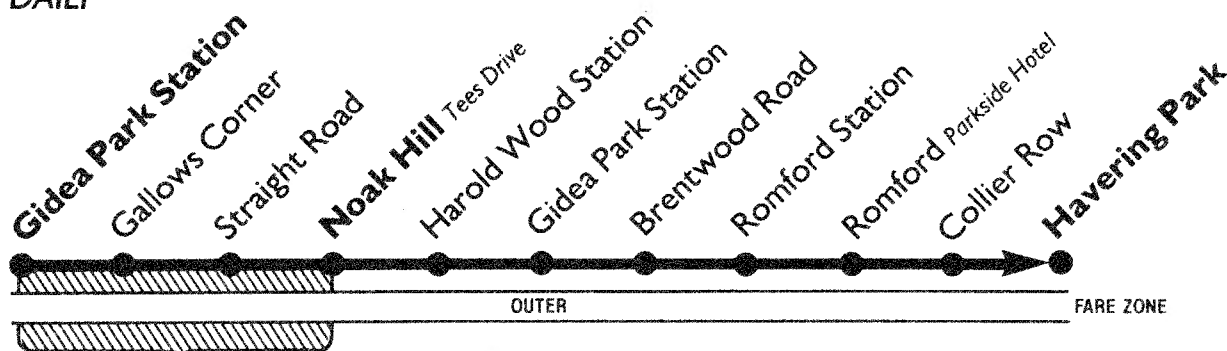 DAILY
Gidea Park Station
Gallows Corner
Straight Road
Noak Hill Tees Drive
Harold Wood Station
Gidea Park Station
Brentwood Road
Romford Station
Romford Parkside Hotel
Collier Row
Havering Park
OUTER
FARE ZONE